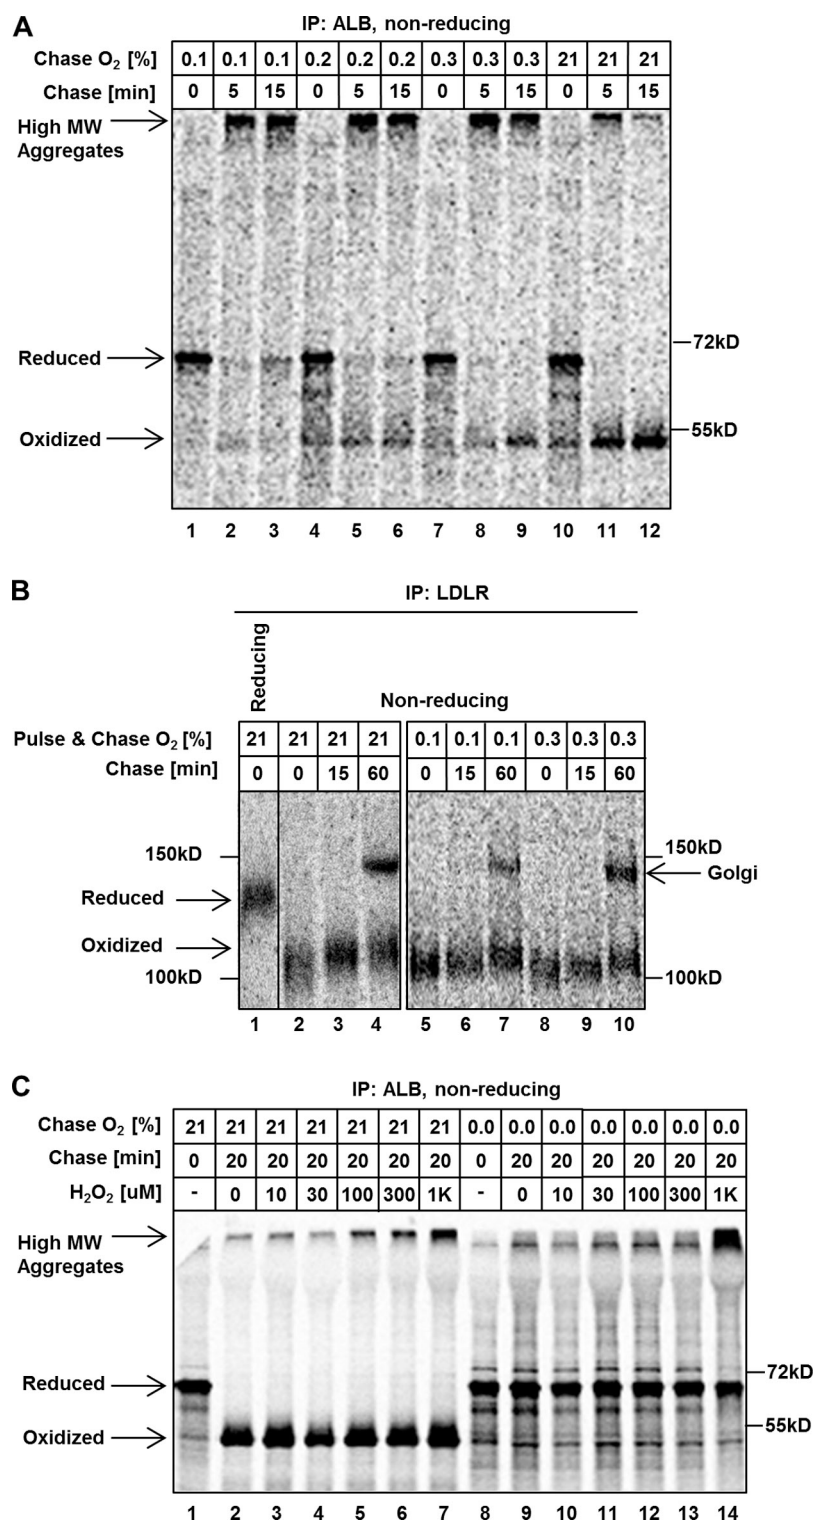 A
IP: ALB, non-reducing
Chase O₂ [%] 0.1 0.1 0.1 0.2 0.2 0.2 0.3 0.3 0.3 21 21 21
Chase [min] 0 5 15 0 5 15 0 5 15 0 5 15
High MW
Aggregates
72kD
Reduced
55kD
Oxidized
1 2 3 4 5 6 7 8 9 10 11 12
B
IP: LDLR
Reducing
Non-reducing
Pulse & Chase O₂ [%] 21 21 21 21 0.1 0.1 0.1 0.3 0.3 0.3
Chase [min] 0 0 15 60 0 15 60 0 15 60
150kD 150kD
Golgi
Reduced
Oxidized
100kD 100kD
1 2 3 4 5 6 7 8 9 10
C
IP: ALB, non-reducing
Chase O₂ [%] 21 21 21 21 21 21 21 0.0 0.0 0.0 0.0 0.0 0.0 0.0
Chase [min] 0 20 20 20 20 20 20 0 20 20 20 20 20 20
H₂O₂ [uM] - 0 10 30 100 300 1K - 0 10 30 100 300 1K
High MW
Aggregates
72kD
Reduced
55kD
Oxidized
1 2 3 4 5 6 7 8 9 10 11 12 13 14